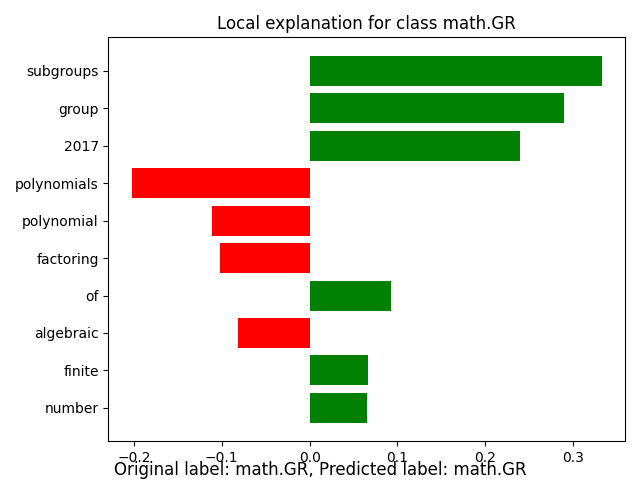 Local explanation for class math.GR
subgroups
group
2017
polynomials
polynomial
factoring
of
algebraic
finite
number
−0.2 −0.1 0.0 0.1 0.2 0.3
Original label: math.GR, Predicted label: math.GR